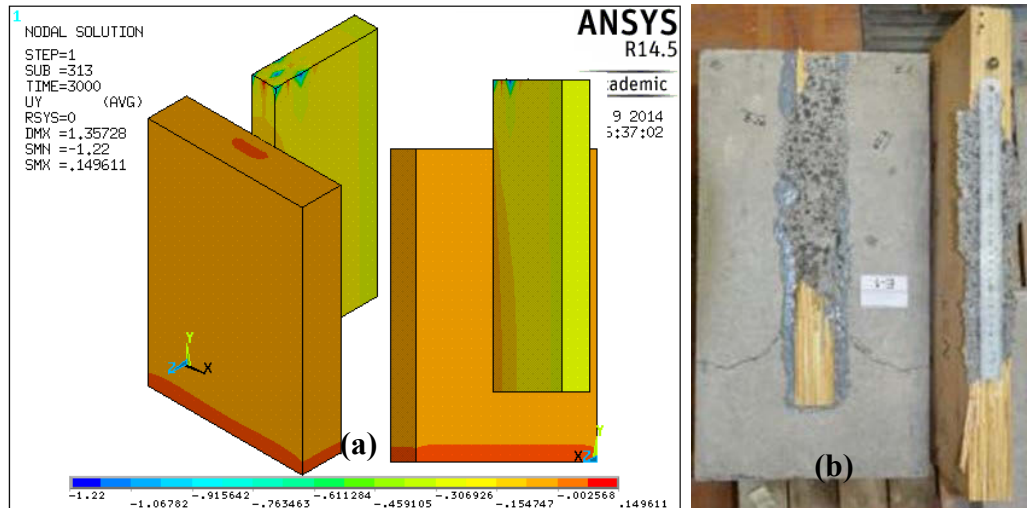 1
NODAL SOLUTION
STEP=1
SUB =313
TIME=3000
UY (AVG)
RSYS=0
DMX =1.35728
SMN =-1.22
SMX =.149611
ANSYS
R14.5
ademic
9 2014
5:37:02
Y
Z X
Y
X Z
(a)
-1.22 -.915642 -.611284 -.306926 -.002568
-1.06782 -.763463 -.459105 -.154747 .149611
E-1
(b)